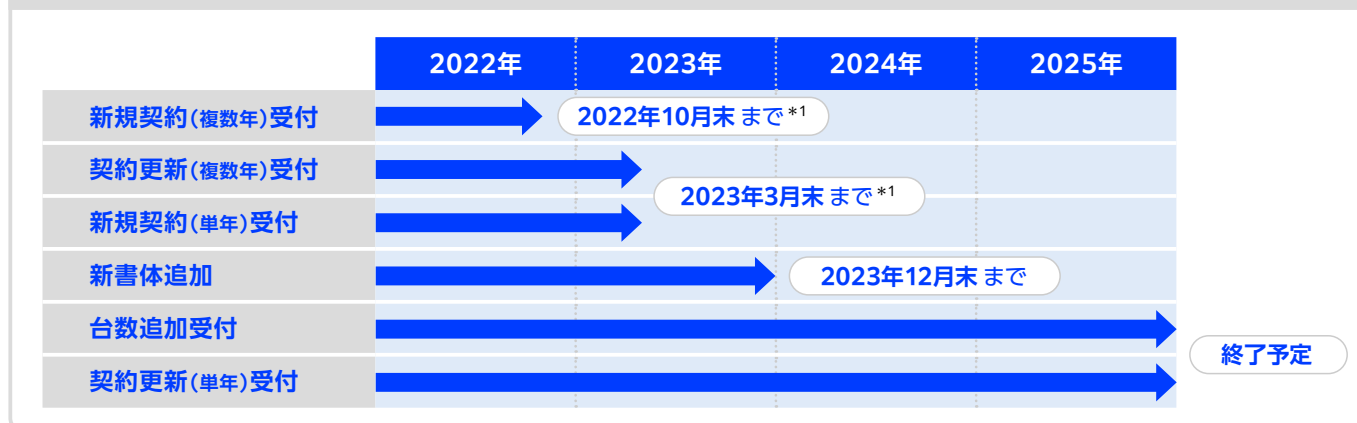 2022年 2023年 2024年 2025年
新規契約(複数年)受付 2022年10月末 まで*1
契約更新(複数年)受付
2023年3月末 まで*1
新規契約(単年)受付
新書体追加 2023年12月末 まで
台数追加受付
終了予定
契約更新(単年)受付